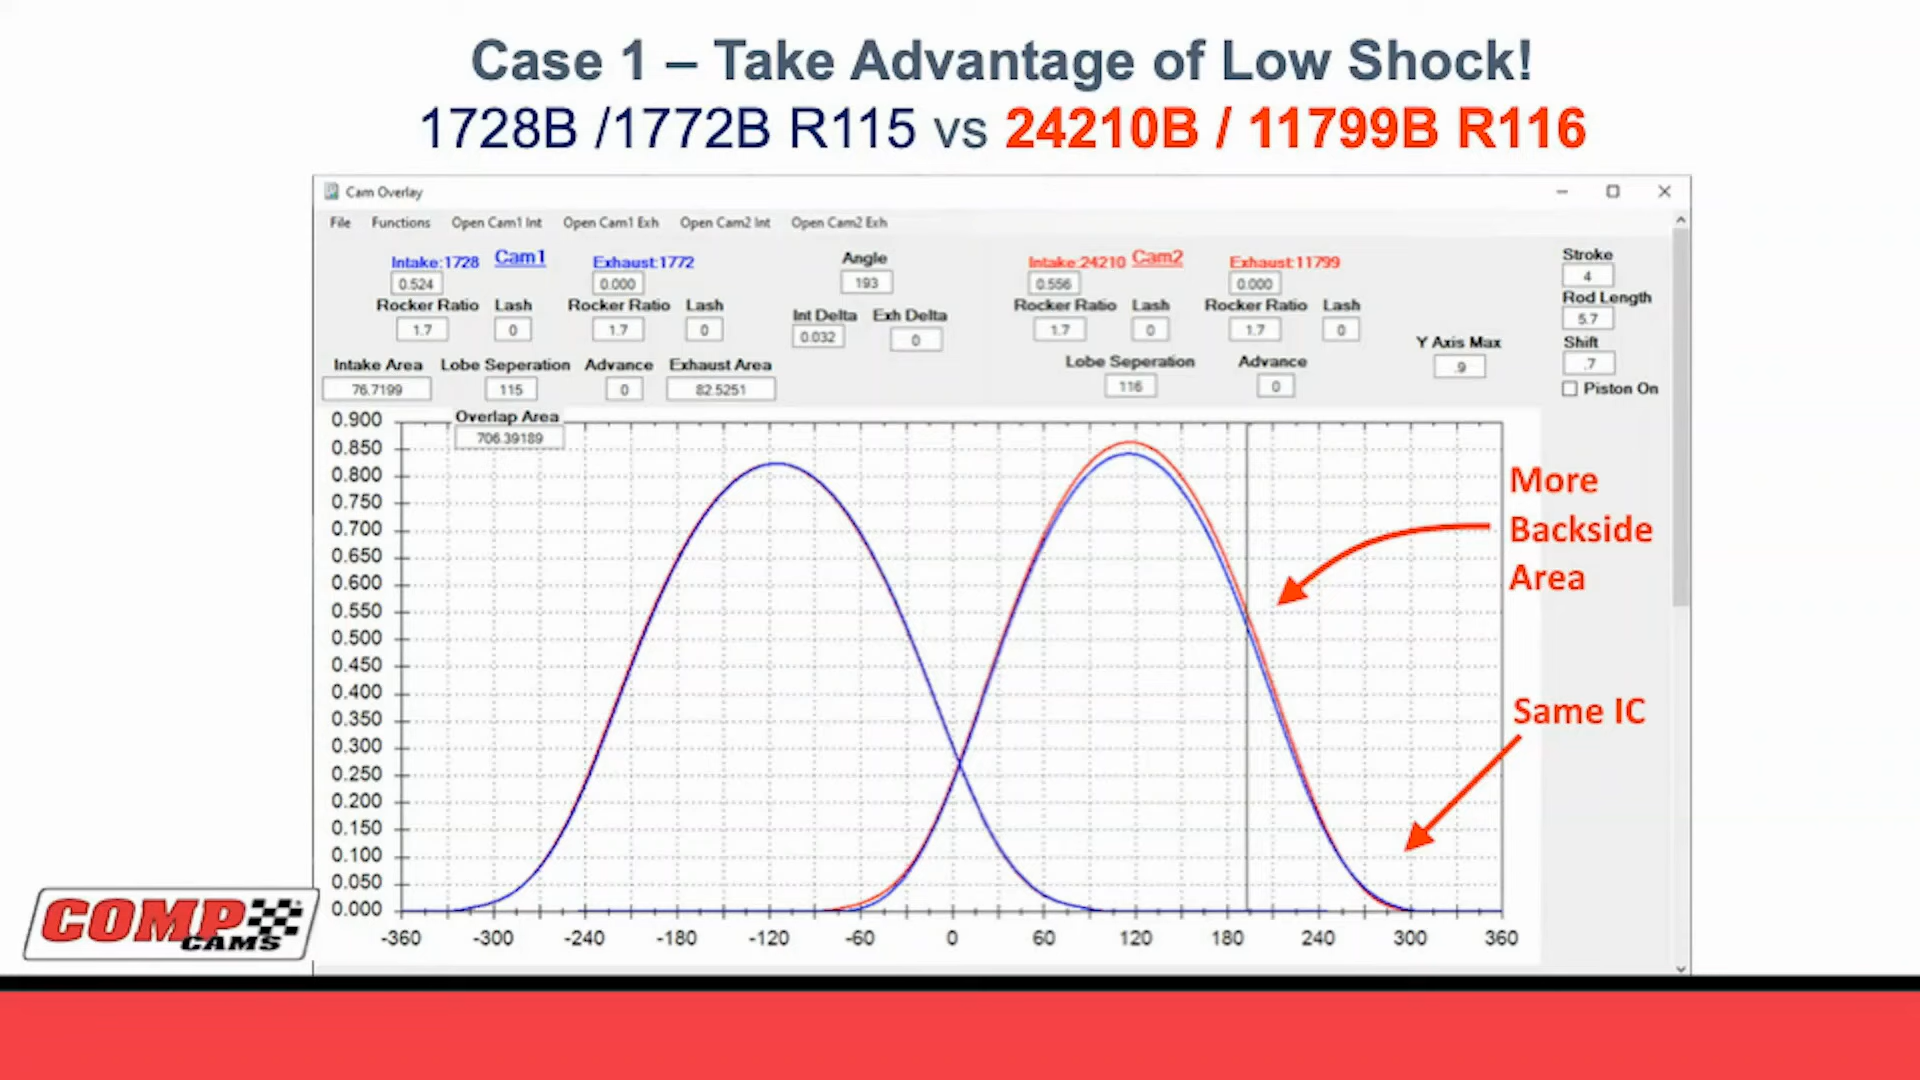 Case 1 – Take Advantage of Low Shock!
1728B /1772B R115 vs 24210B / 11799B R116
Cam Overlay
File Functions Open Cam1 Int Open Cam1 Exh Open Cam2 Int Open Cam2 Exh
Intake:1728 Cam1 Exhaust:1772 Angle Intake:24210 Cam2 Exhaust:11799 Stroke
0.524 0.000 193 0.556 0.000 4
Rocker Ratio Lash Rocker Ratio Lash Int Delta Exh Delta Rocker Ratio Lash Rocker Ratio Lash Rod Length
1.7 0 1.7 0 0.032 0 1.7 0 1.7 0 5.7
Y Axis Max Shift
.9 .7
Intake Area Lobe Seperation Advance Exhaust Area Lobe Seperation Advance
76.7199 115 0 82.5251 116 0 Piston On
Overlap Area
706.39189
0.900
0.850
0.800
0.750
0.700
0.650
0.600
0.550
0.500
0.450
0.400
0.350
0.300
0.250
0.200
0.150
0.100
0.050
0.000
-360 -300 -240 -180 -120 -60 0 60 120 180 240 300 360
More
Backside
Area
Same IC
COMP
CAMS